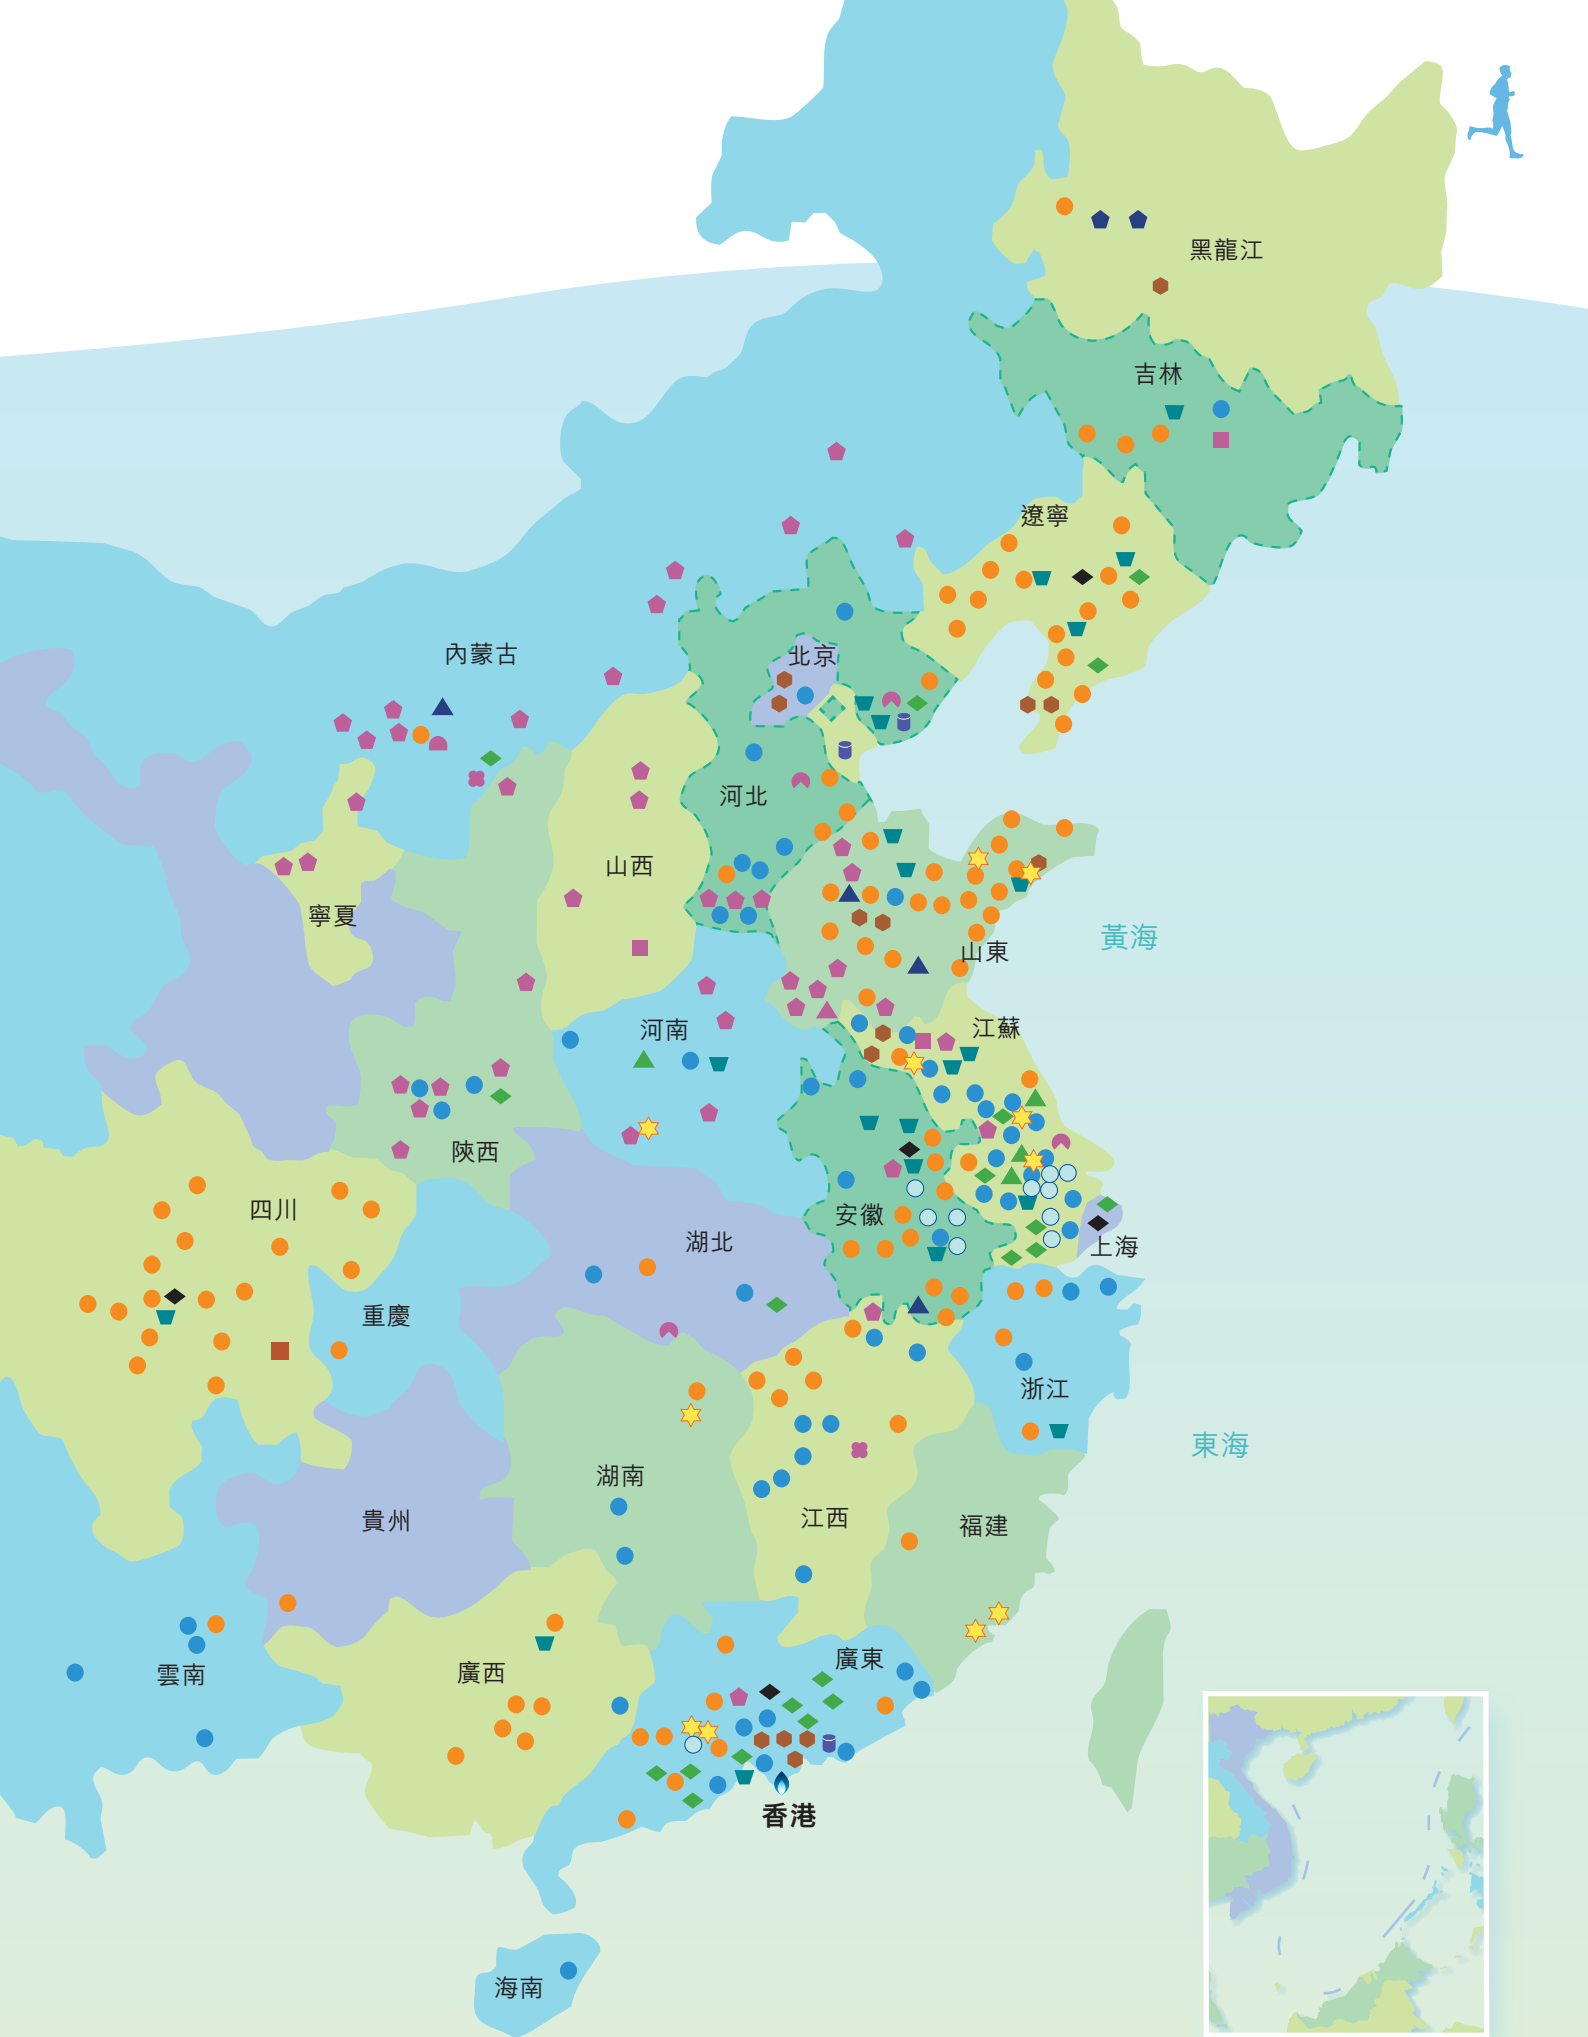 黑龍江
吉林
遼寧
內蒙古
北京
河北
山西
寧夏
黃海
山東
河南
江蘇
陝西
四川
安徽
湖北
上海
重慶
浙江
東海
湖南
貴州
江西
福建
廣東
雲南
廣西
香港
海南